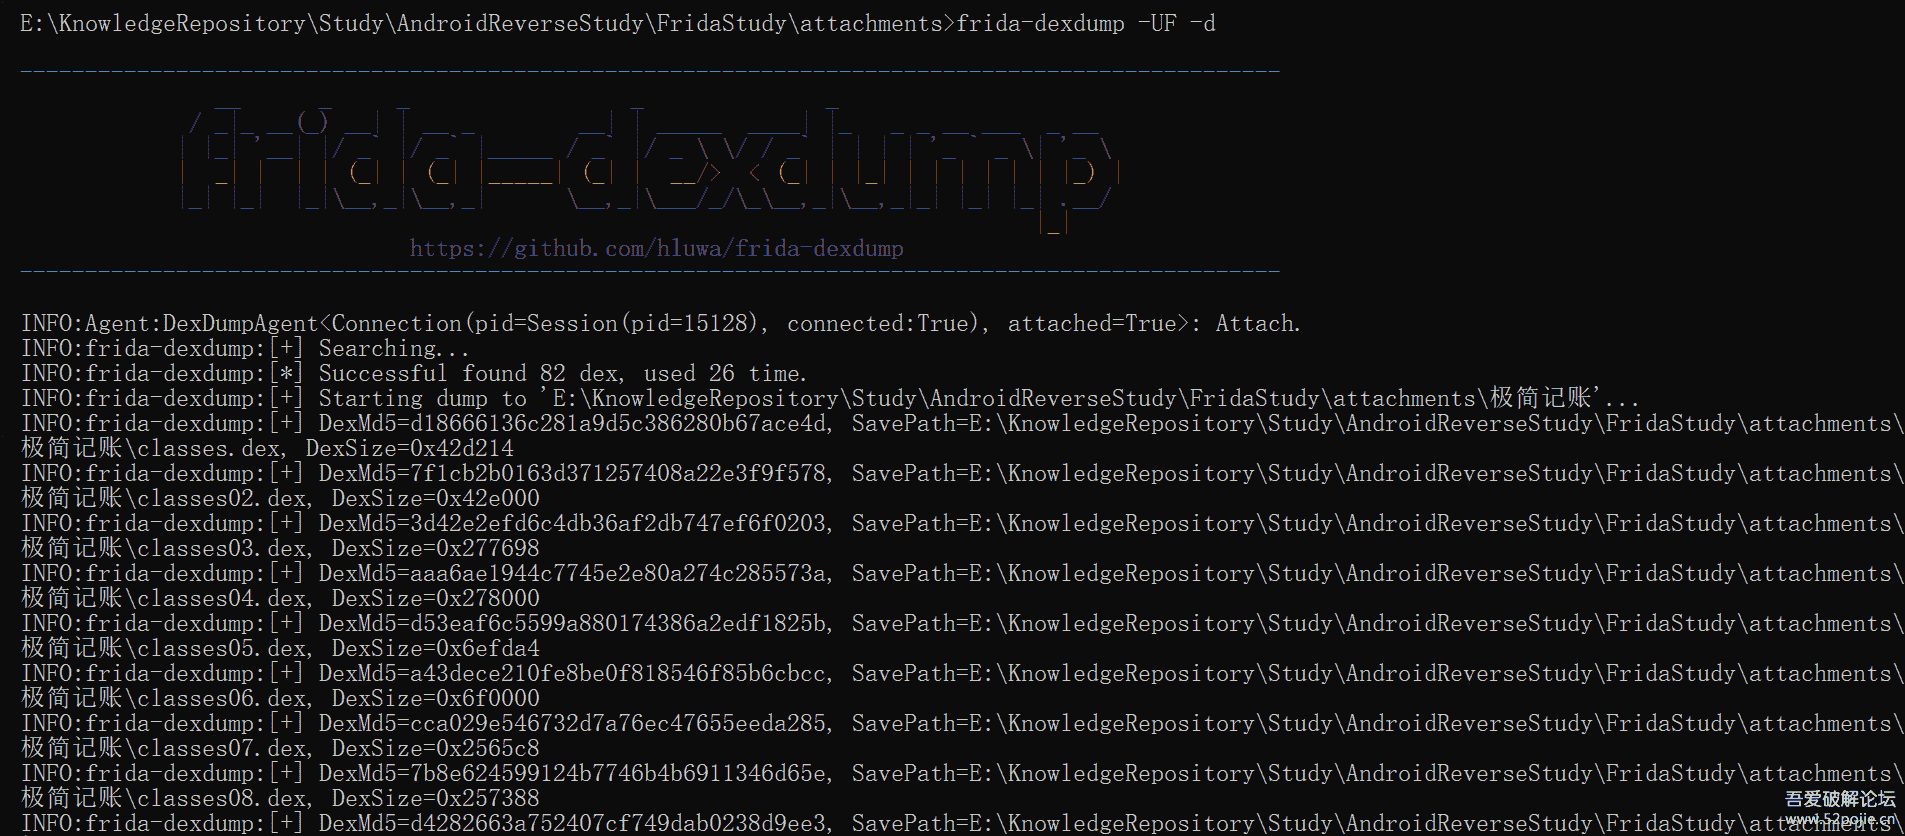 E:\KnowledgeRepository\Study\AndroidReverseStudy\FridaStudy\attachments>frida-dexdump -UF -d
frida-dexdump
https://github.com/hluwa/frida-dexdump
INFO:Agent:DexDumpAgent<Connection(pid=Session(pid=15128), connected:True), attached=True>: Attach.
INFO:frida-dexdump:[+] Searching...
INFO:frida-dexdump:[*] Successful found 82 dex, used 26 time.
INFO:frida-dexdump:[+] Starting dump to 'E:\KnowledgeRepository\Study\AndroidReverseStudy\FridaStudy\attachments\极简记账'...
INFO:frida-dexdump:[+] DexMd5=d18666136c281a9d5c386280b67ace4d, SavePath=E:\KnowledgeRepository\Study\AndroidReverseStudy\FridaStudy\attachments\
极简记账\classes.dex, DexSize=0x42d214
INFO:frida-dexdump:[+] DexMd5=7f1cb2b0163d371257408a22e3f9f578, SavePath=E:\KnowledgeRepository\Study\AndroidReverseStudy\FridaStudy\attachments\
极简记账\classes02.dex, DexSize=0x42e000
INFO:frida-dexdump:[+] DexMd5=3d42e2efd6c4db36af2db747ef6f0203, SavePath=E:\KnowledgeRepository\Study\AndroidReverseStudy\FridaStudy\attachments\
极简记账\classes03.dex, DexSize=0x277698
INFO:frida-dexdump:[+] DexMd5=aaa6ae1944c7745e2e80a274c285573a, SavePath=E:\KnowledgeRepository\Study\AndroidReverseStudy\FridaStudy\attachments\
极简记账\classes04.dex, DexSize=0x278000
INFO:frida-dexdump:[+] DexMd5=d53eaf6c5599a880174386a2edf1825b, SavePath=E:\KnowledgeRepository\Study\AndroidReverseStudy\FridaStudy\attachments\
极简记账\classes05.dex, DexSize=0x6efda4
INFO:frida-dexdump:[+] DexMd5=a43dece210fe8be0f818546f85b6cbcc, SavePath=E:\KnowledgeRepository\Study\AndroidReverseStudy\FridaStudy\attachments\
极简记账\classes06.dex, DexSize=0x6f0000
INFO:frida-dexdump:[+] DexMd5=cca029e546732d7a76ec47655eeda285, SavePath=E:\KnowledgeRepository\Study\AndroidReverseStudy\FridaStudy\attachments\
极简记账\classes07.dex, DexSize=0x2565c8
INFO:frida-dexdump:[+] DexMd5=7b8e624599124b7746b4b6911346d65e, SavePath=E:\KnowledgeRepository\Study\AndroidReverseStudy\FridaStudy\attachments\
极简记账\classes08.dex, DexSize=0x257388
INFO:frida-dexdump:[+] DexMd5=d4282663a752407cf749dab0238d9ee3, SavePath=E:\KnowledgeRepository\Study\AndroidReverseStudy\FridaStudy\attachments\
吾爱破解论坛
www.52pojie.cn